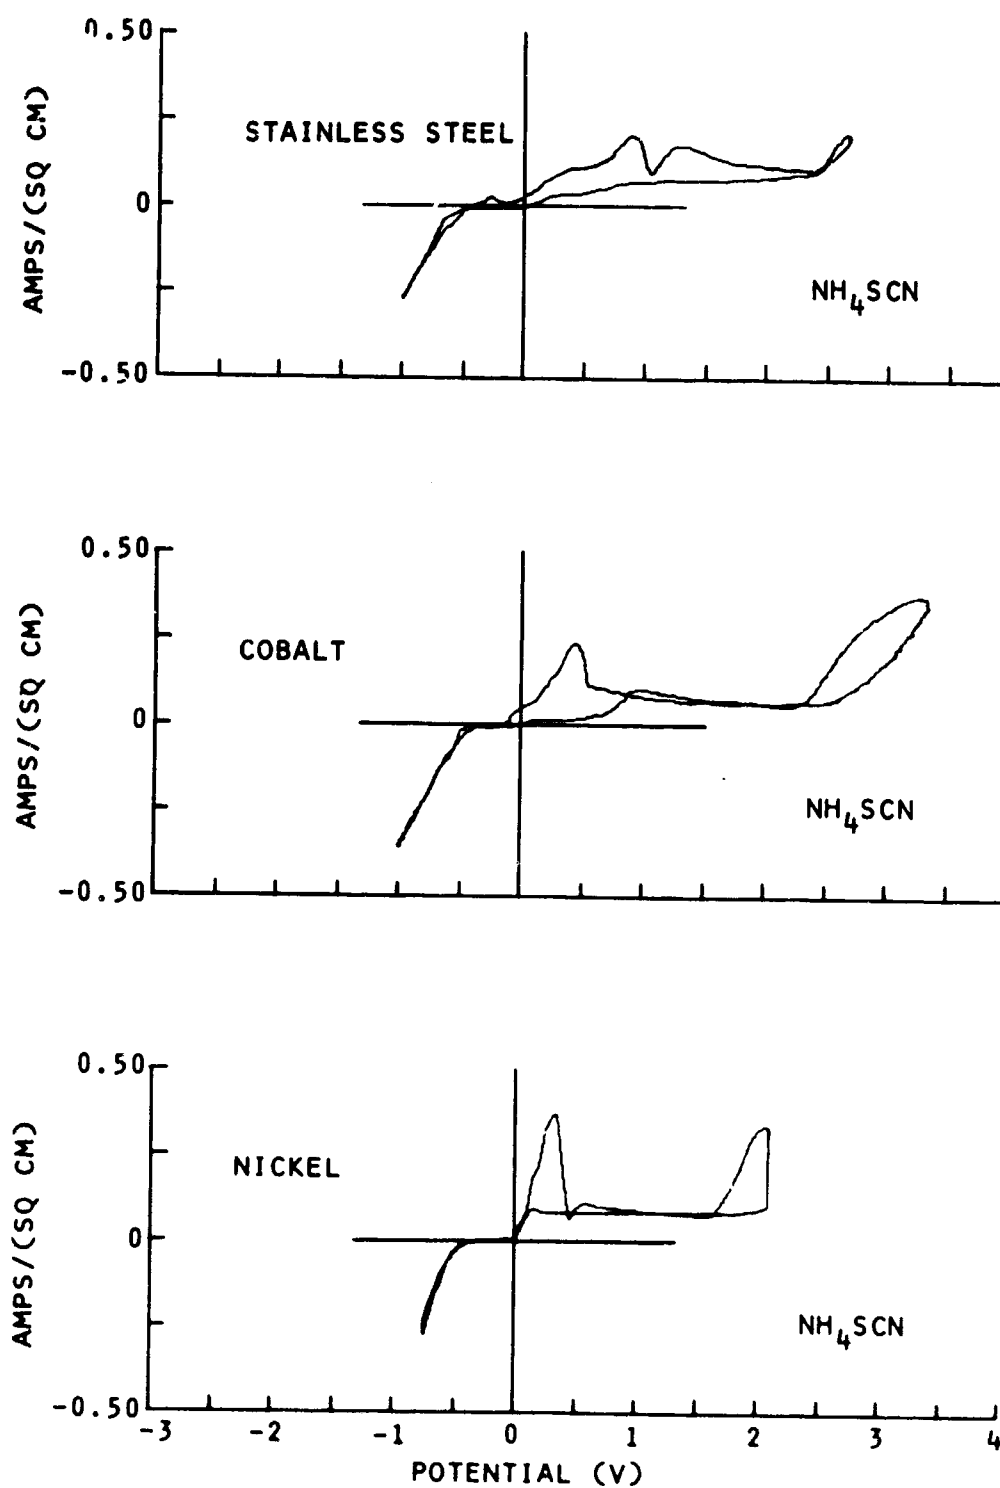 0.50
STAINLESS STEEL
AMPS/(SQ CM)
0
NH₄SCN
-0.50
0.50
COBALT
AMPS/(SQ CM)
0
NH₄SCN
-0.50
0.50
NICKEL
AMPS/(SQ CM)
0
NH₄SCN
-0.50
-3 -2 -1 0 1 2 3 4
POTENTIAL (V)